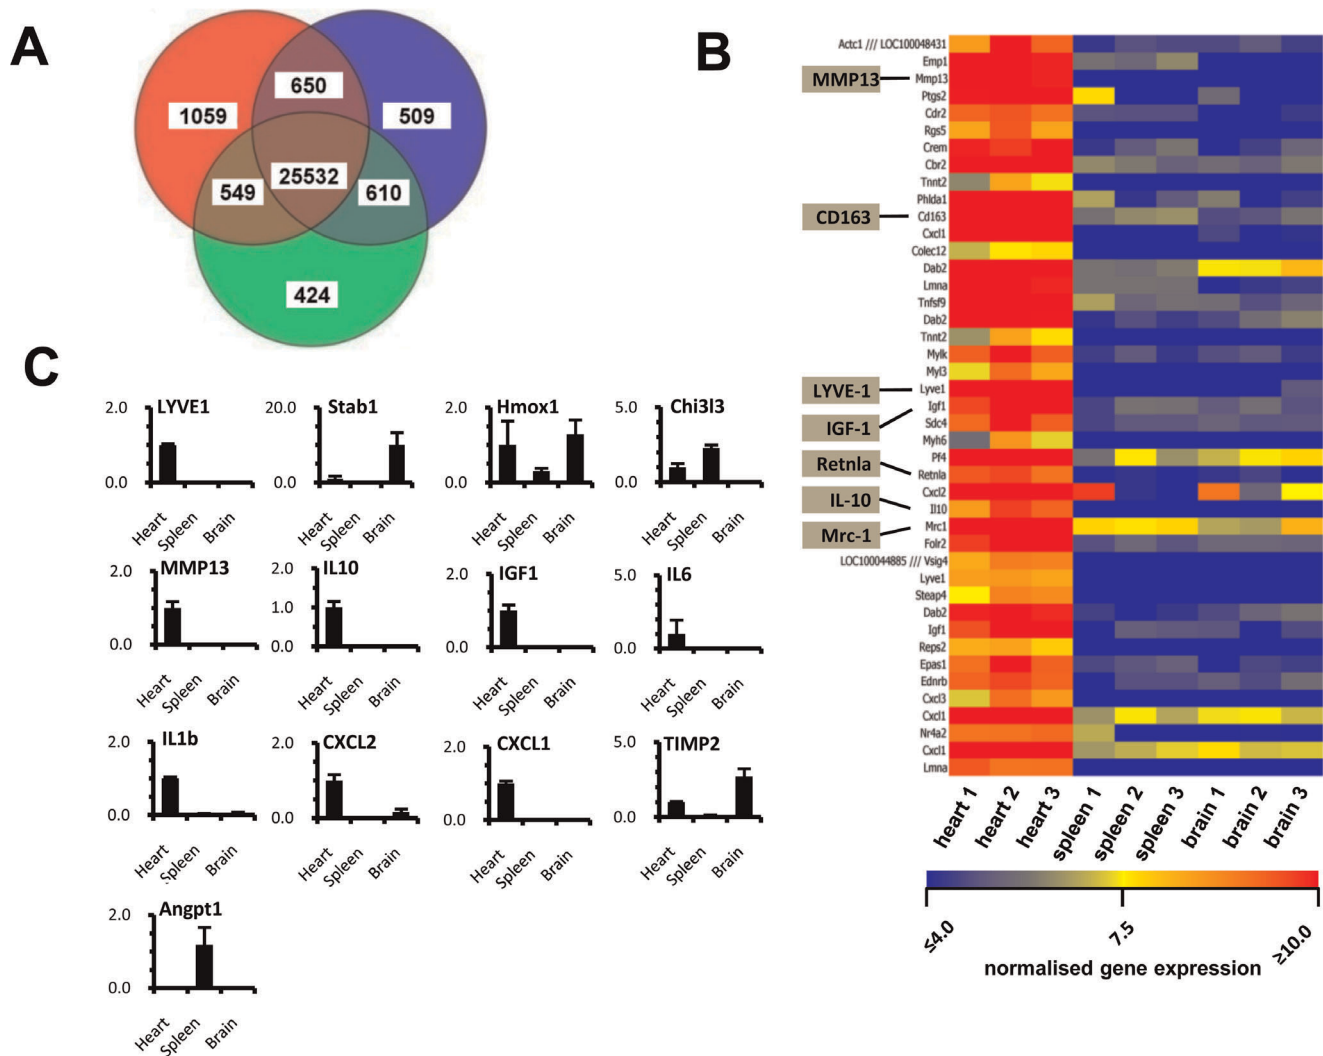 A
650
1059
509
25532
549
610
424
B
MMP13
CD163
LYVE-1
IGF-1
Retnla
IL-10
Mrc-1
Actc1 /// LOC100048431
Emp1
Mmp13
Ptgs2
Cdr2
Rgs5
Crem
Cbr2
Tnnt2
Phlda1
Cd163
Cxcl1
Colec12
Dab2
Lmna
Tnfsf9
Dab2
Tnnt2
Mylk
Myl3
Lyve1
Igf1
Sdc4
Myh6
Pf4
Retnla
Cxcl2
Il10
Mrc1
Folr2
LOC100044885 /// Vsig4
Lyve1
Steap4
Dab2
Igf1
Reps2
Epas1
Ednrb
Cxcl3
Cxcl1
Nr4a2
Cxcl1
Lmna
heart 1
heart 2
heart 3
spleen 1
spleen 2
spleen 3
brain 1
brain 2
brain 3
≤4.0
7.5
≥10.0
normalised gene expression
C
LYVE1
2.0
0.0
Heart
Spleen
Brain
Stab1
20.0
0.0
Heart
Spleen
Brain
Hmox1
2.0
0.0
Heart
Spleen
Brain
Chi3l3
5.0
0.0
Heart
Spleen
Brain
MMP13
2.0
0.0
Heart
Spleen
Brain
IL10
2.0
1.0
0.0
Heart
Spleen
Brain
IGF1
2.0
0.0
Heart
Spleen
Brain
IL6
5.0
0.0
Heart
Spleen
Brain
IL1b
2.0
0.0
Heart
Spleen
Brain
CXCL2
2.0
0.0
Heart
Spleen
Brain
CXCL1
2.0
0.0
Heart
Spleen
Brain
TIMP2
5.0
0.0
Heart
Spleen
Brain
Angpt1
2.0
0.0
Heart
Spleen
Brain